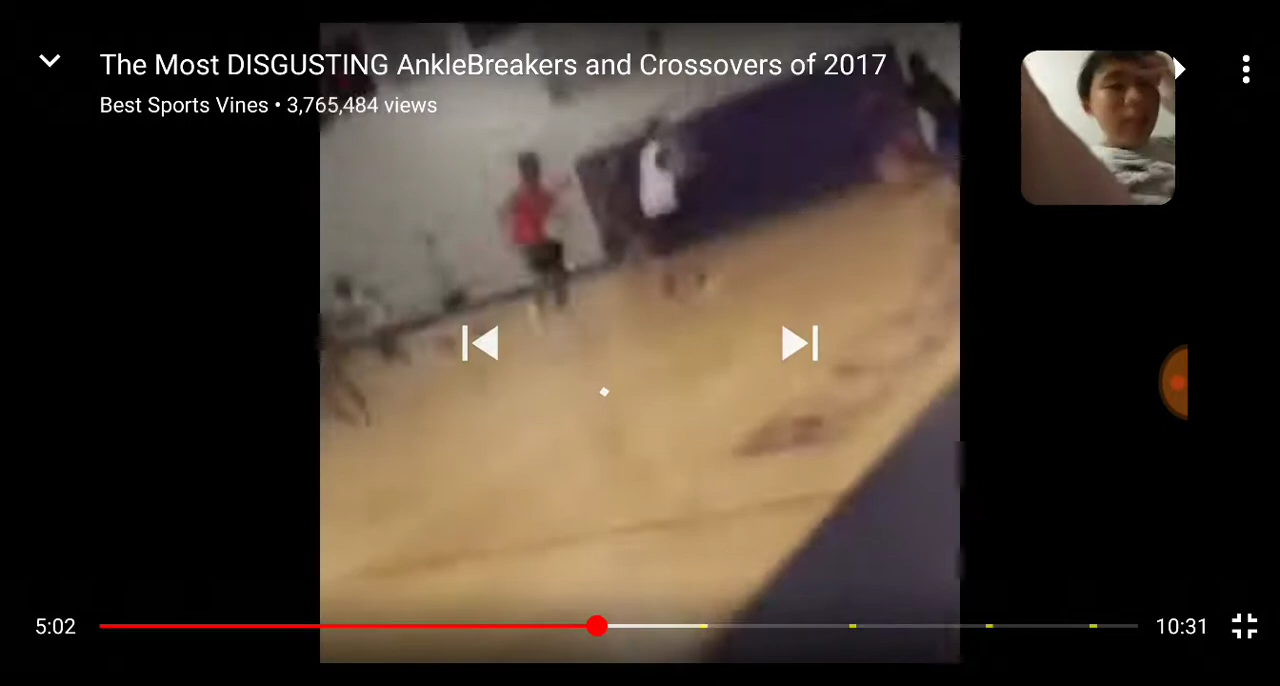 The Most DISGUSTING AnkleBreakers and Crossovers of 2017
Best Sports Vines • 3,765,484 views
5:02
10:31